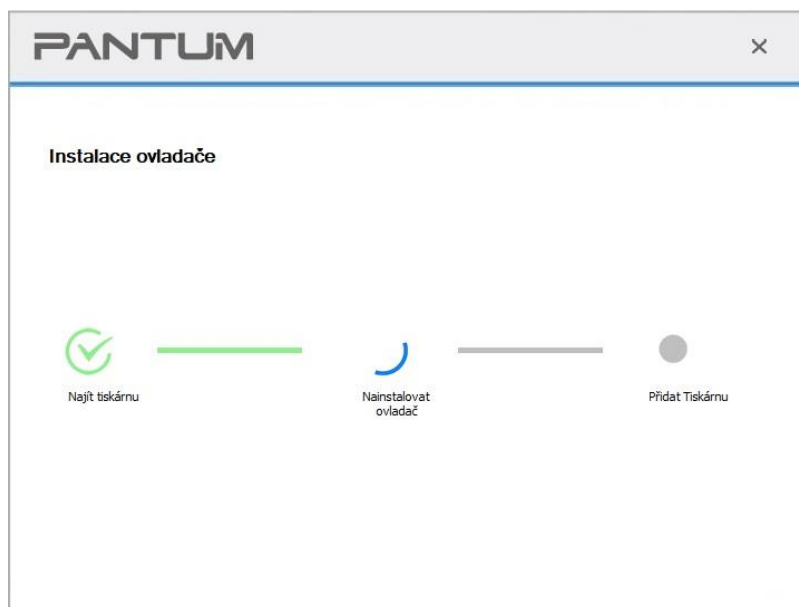 PANTUM
Instalace ovladače
Najít tiskárnu
Nainstalovat
ovladač
Přidat Tiskárnu